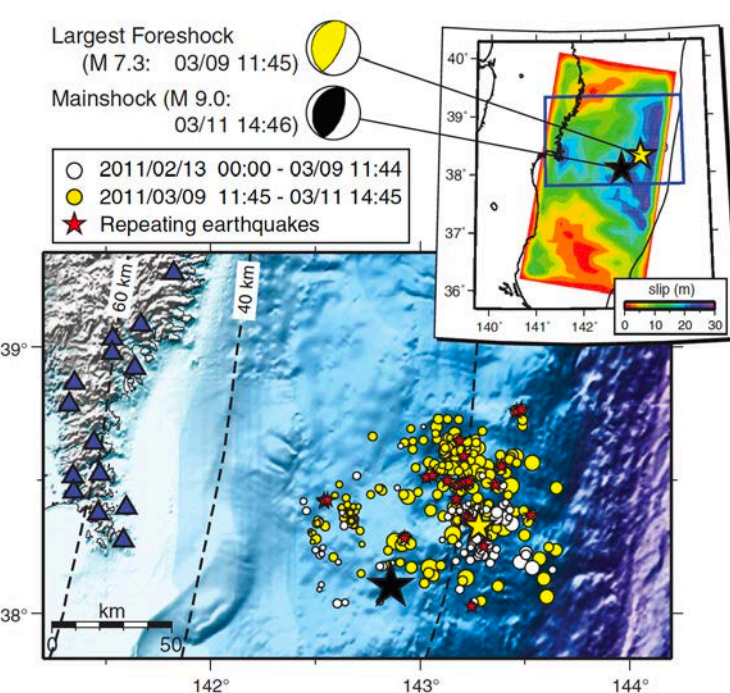 Largest Foreshock
(M 7.3: 03/09 11:45)
Mainshock (M 9.0:
03/11 14:46)
2011/02/13 00:00 - 03/09 11:44
2011/03/09 11:45 - 03/11 14:45
Repeating earthquakes
40°
39°
38°
37°
36°
140° 141° 142°
slip (m)
0 10 20 30
60 km
40 km
39°
38°
km
0 50
142° 143° 144°